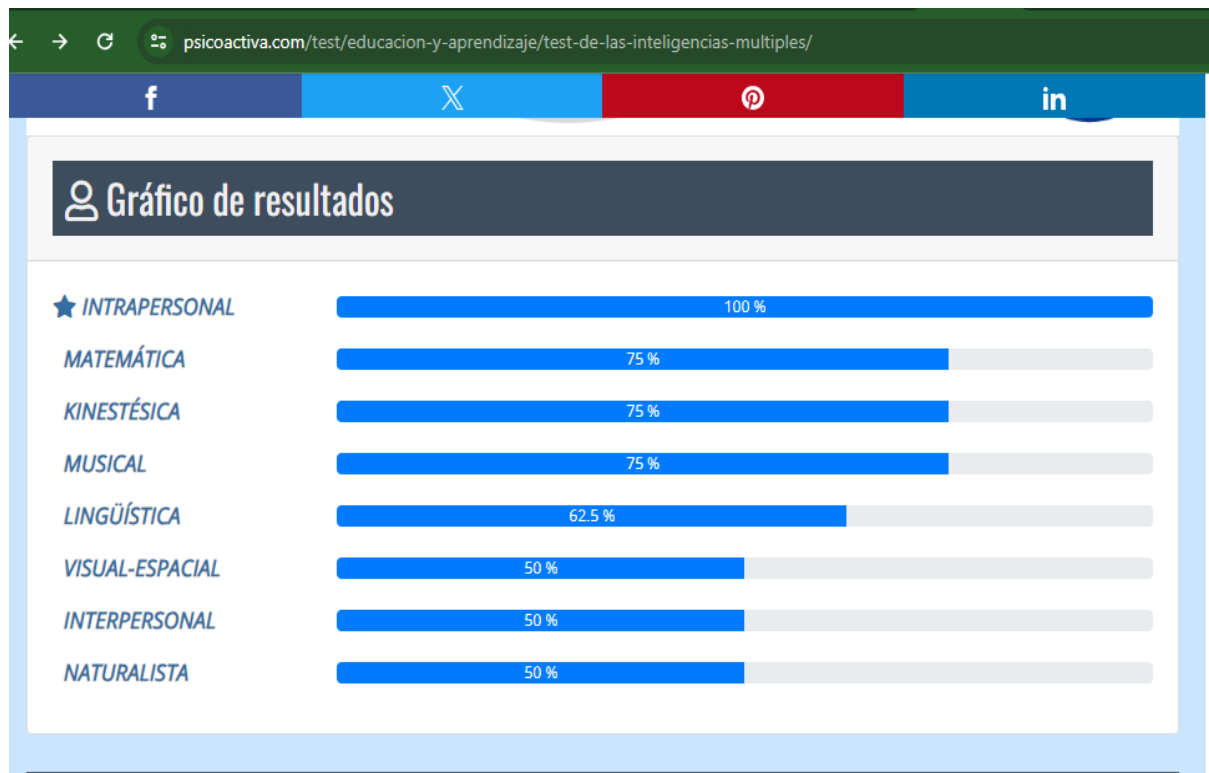 psicoactiva.com/test/educacion-y-aprendizaje/test-de-las-inteligencias-multiples/
f X in
Gráfico de resultados
INTRAPERSONAL 100 %
MATEMÁTICA 75 %
KINESTÉSICA 75 %
MUSICAL 75 %
LINGÜÍSTICA 62.5 %
VISUAL-ESPACIAL 50 %
INTERPERSONAL 50 %
NATURALISTA 50 %